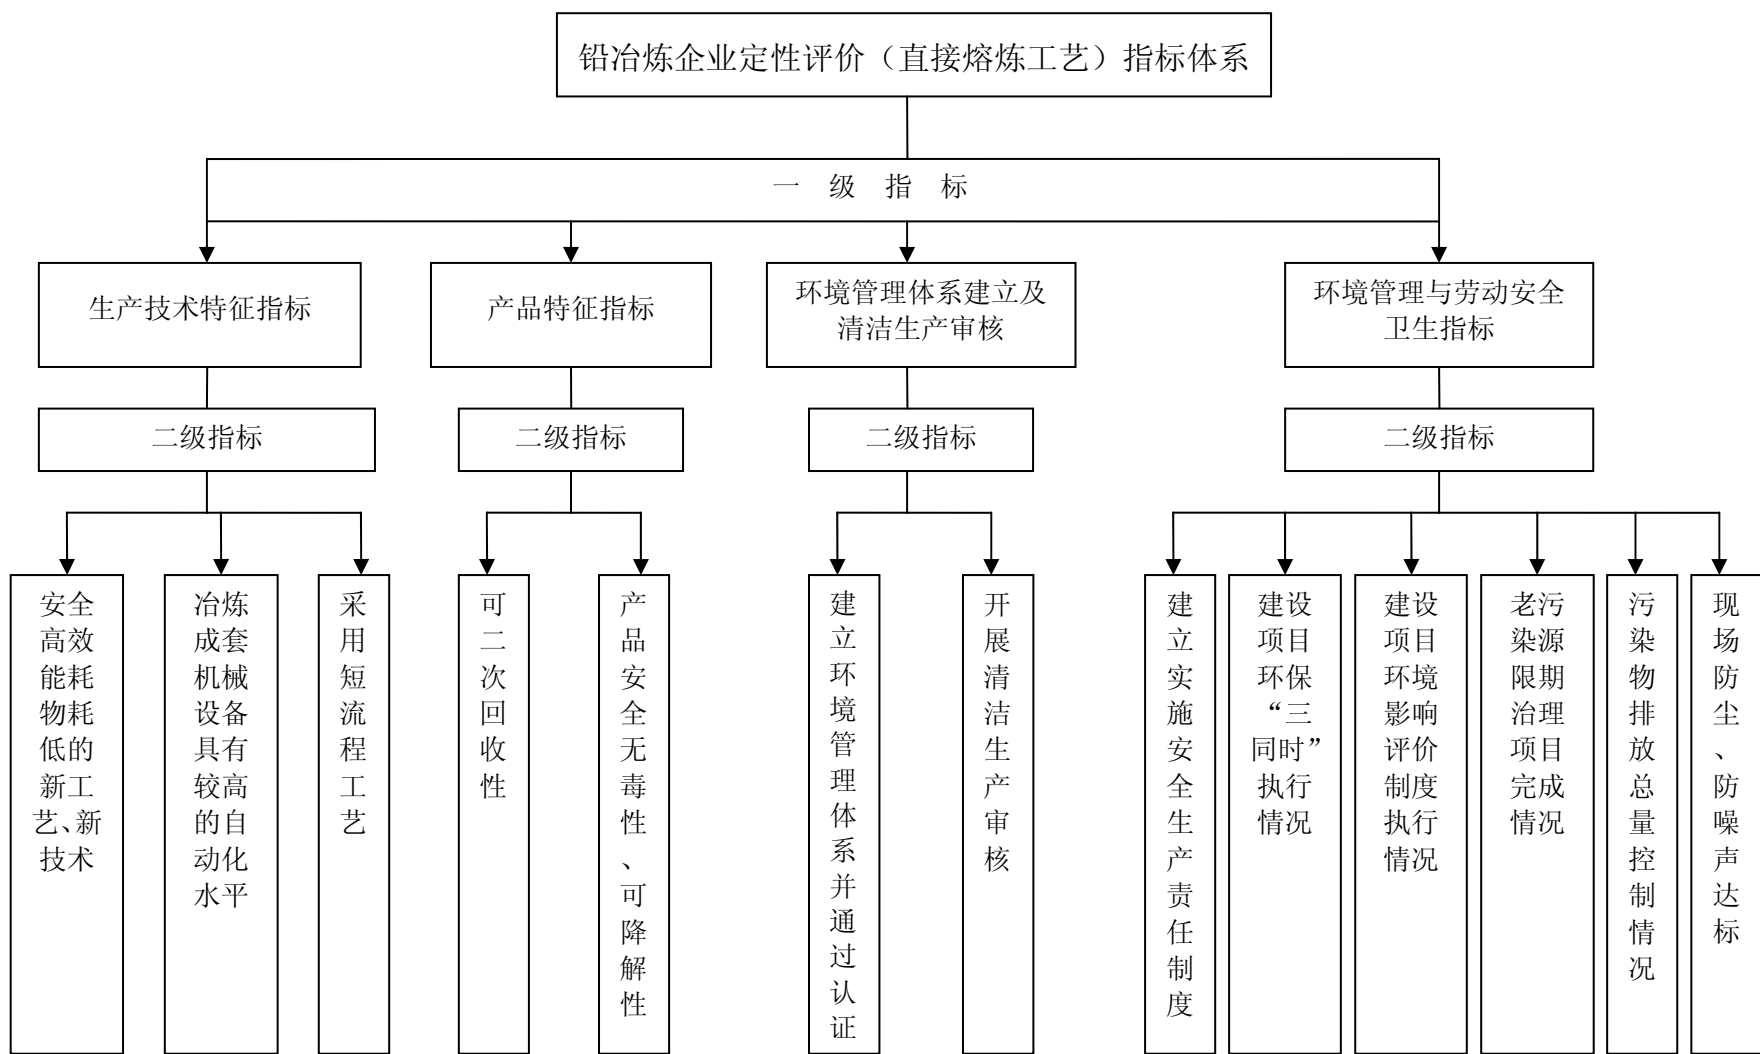 铅冶炼企业定性评价（直接熔炼工艺）指标体系
一 级 指 标
生产技术特征指标
产品特征指标
环境管理体系建立及
清洁生产审核
环境管理与劳动安全
卫生指标
二级指标
二级指标
二级指标
二级指标
安全
高效
能耗
物耗
低的
新工
艺、新
技术
冶炼
成套
机械
设备
具有
较高
的自
动化
水平
采用短流程工艺
可二次回收性
产品安全无毒性、可降解性
建立环境管理体系并通过认证
开展清洁生产审核
建立实施安全生产责任制度
建设
项目
环保
“三
同时”
执行
情况
建设
项目
环境
影响
评价
制度
执行
情况
老污
染源
限期
治理
项目
完成
情况
污染物排放总量控制情况
现场防尘、防噪声达标